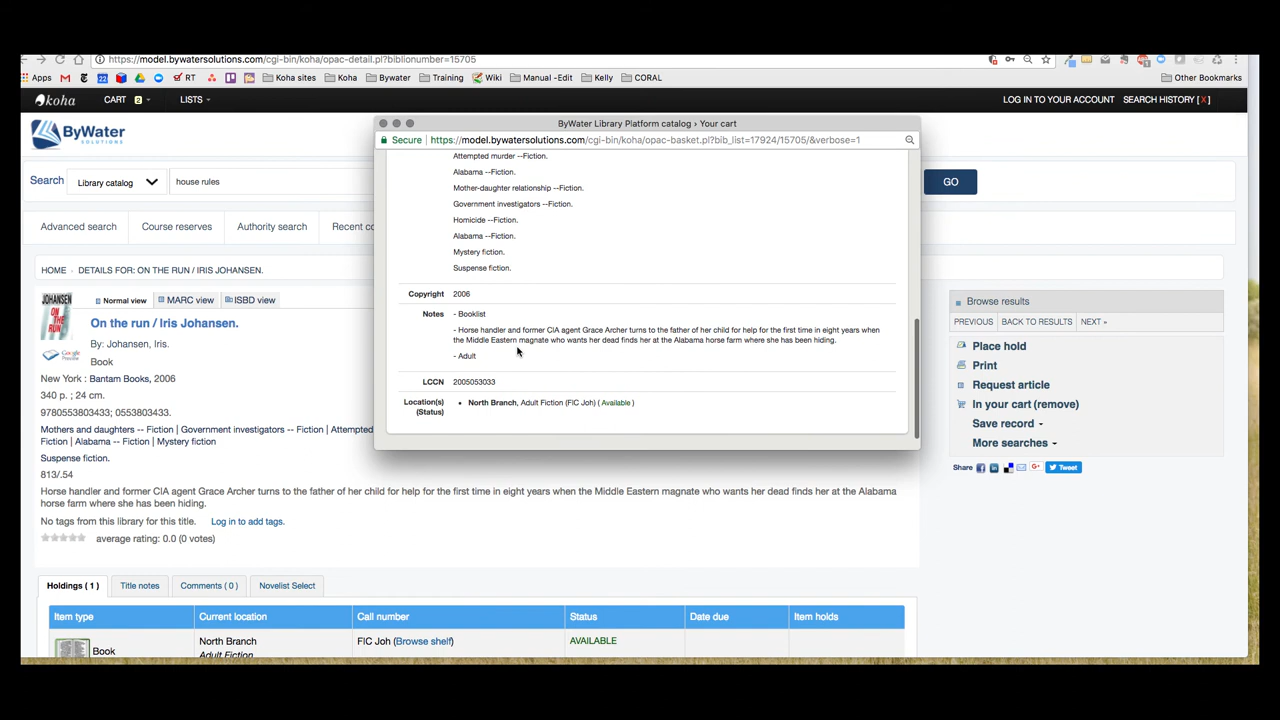 https://model.bywatersolutions.com/cgi-bin/koha/opac-detail.pl?biblionumber=15705
Apps 22 RT Koha sites Koha Bywater Training Wiki Manual -Edit Kelly CORAL Other Bookmarks
koha CART 2 LISTS LOG IN TO YOUR ACCOUNT SEARCH HISTORY [X]
ByWater Library Platform catalog › Your cart
ByWater
SOLUTIONS
Secure https://model.bywatersolutions.com/cgi-bin/koha/opac-basket.pl?bib_list=17924/15705/&verbose=1
Search Library catalog house rules GO
Advanced search Course reserves Authority search Recent co
HOME › DETAILS FOR: ON THE RUN / IRIS JOHANSEN.
Attempted murder --Fiction.
Alabama --Fiction.
Mother-daughter relationship --Fiction.
Government investigators --Fiction.
Homicide --Fiction.
Alabama --Fiction.
Mystery fiction.
Suspense fiction.
Copyright 2006
Notes - Booklist
- Horse handler and former CIA agent Grace Archer turns to the father of her child for help for the first time in eight years when
the Middle Eastern magnate who wants her dead finds her at the Alabama horse farm where she has been hiding.
- Adult
LCCN 2005053033
Location(s)
(Status)
North Branch, Adult Fiction (FIC Joh) ( Available )
JOHANSEN
ON THE
RUN
Google
Preview
Normal view MARC view ISBD view
On the run / Iris Johansen.
By: Johansen, Iris.
Book
New York : Bantam Books, 2006
340 p. ; 24 cm.
9780553803433; 0553803433.
Mothers and daughters -- Fiction | Government investigators -- Fiction | Attempted
Fiction | Alabama -- Fiction | Mystery fiction
Suspense fiction.
813/.54
Horse handler and former CIA agent Grace Archer turns to the father of her child for help for the first time in eight years when the Middle Eastern magnate who wants her dead finds her at the Alabama
horse farm where she has been hiding.
No tags from this library for this title. Log in to add tags.
average rating: 0.0 (0 votes)
Browse results
PREVIOUS BACK TO RESULTS NEXT »
Place hold
Print
Request article
In your cart (remove)
Save record
More searches
Share Tweet
Holdings ( 1 ) Title notes Comments ( 0 ) Novelist Select
Item type Current location Call number Status Date due Item holds
Book North Branch FIC Joh (Browse shelf) AVAILABLE
Adult Fiction